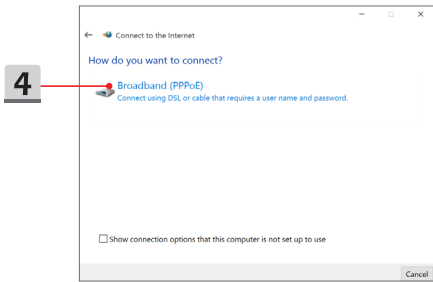 Connect to the Internet
How do you want to connect?
4
Broadband (PPPoE)
Connect using DSL or cable that requires a user name and password.
Show connection options that this computer is not set up to use
Cancel